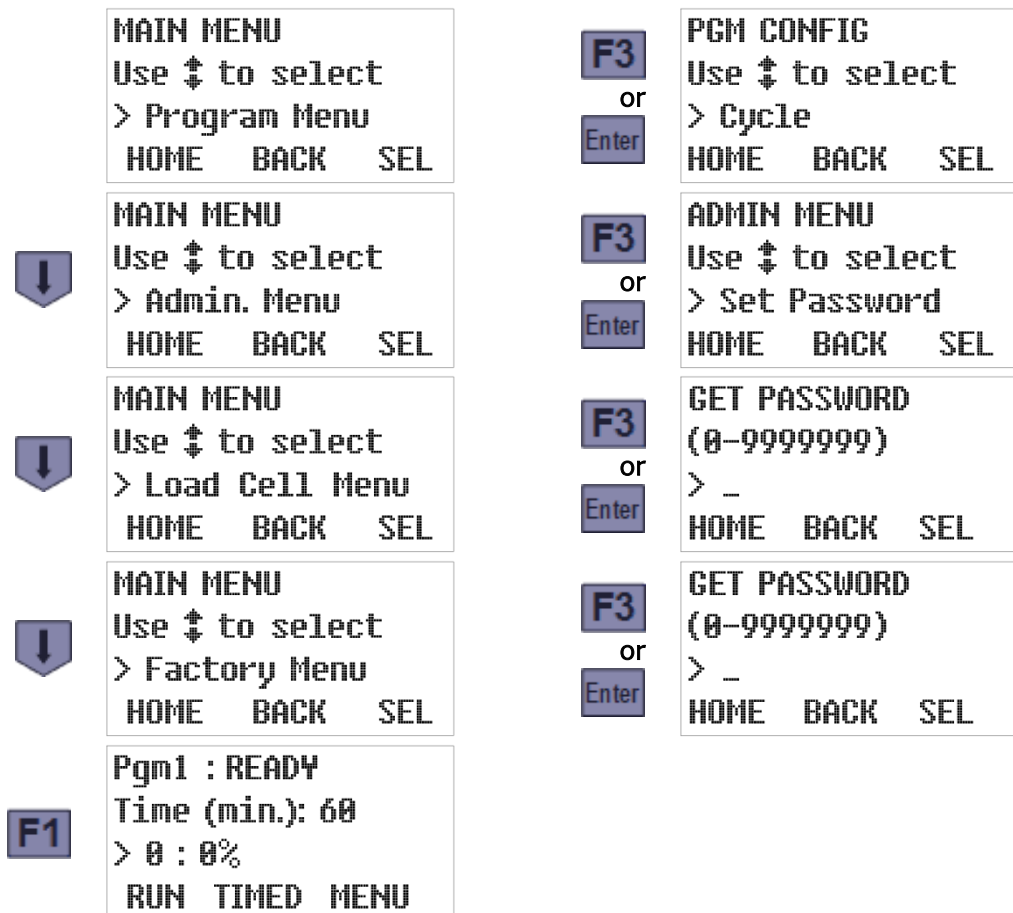 MAIN MENU
Use ↕ to select
> Program Menu
HOME BACK SEL
F3
or
Enter
PGM CONFIG
Use ↕ to select
> Cycle
HOME BACK SEL
MAIN MENU
Use ↕ to select
> Admin. Menu
HOME BACK SEL
F3
or
Enter
ADMIN MENU
Use ↕ to select
> Set Password
HOME BACK SEL
MAIN MENU
Use ↕ to select
> Load Cell Menu
HOME BACK SEL
F3
or
Enter
GET PASSWORD
(0-9999999)
> _
HOME BACK SEL
MAIN MENU
Use ↕ to select
> Factory Menu
HOME BACK SEL
F3
or
Enter
GET PASSWORD
(0-9999999)
> _
HOME BACK SEL
F1
Pgm1 : READY
Time (min.): 60
> 0 : 0%
RUN TIMED MENU